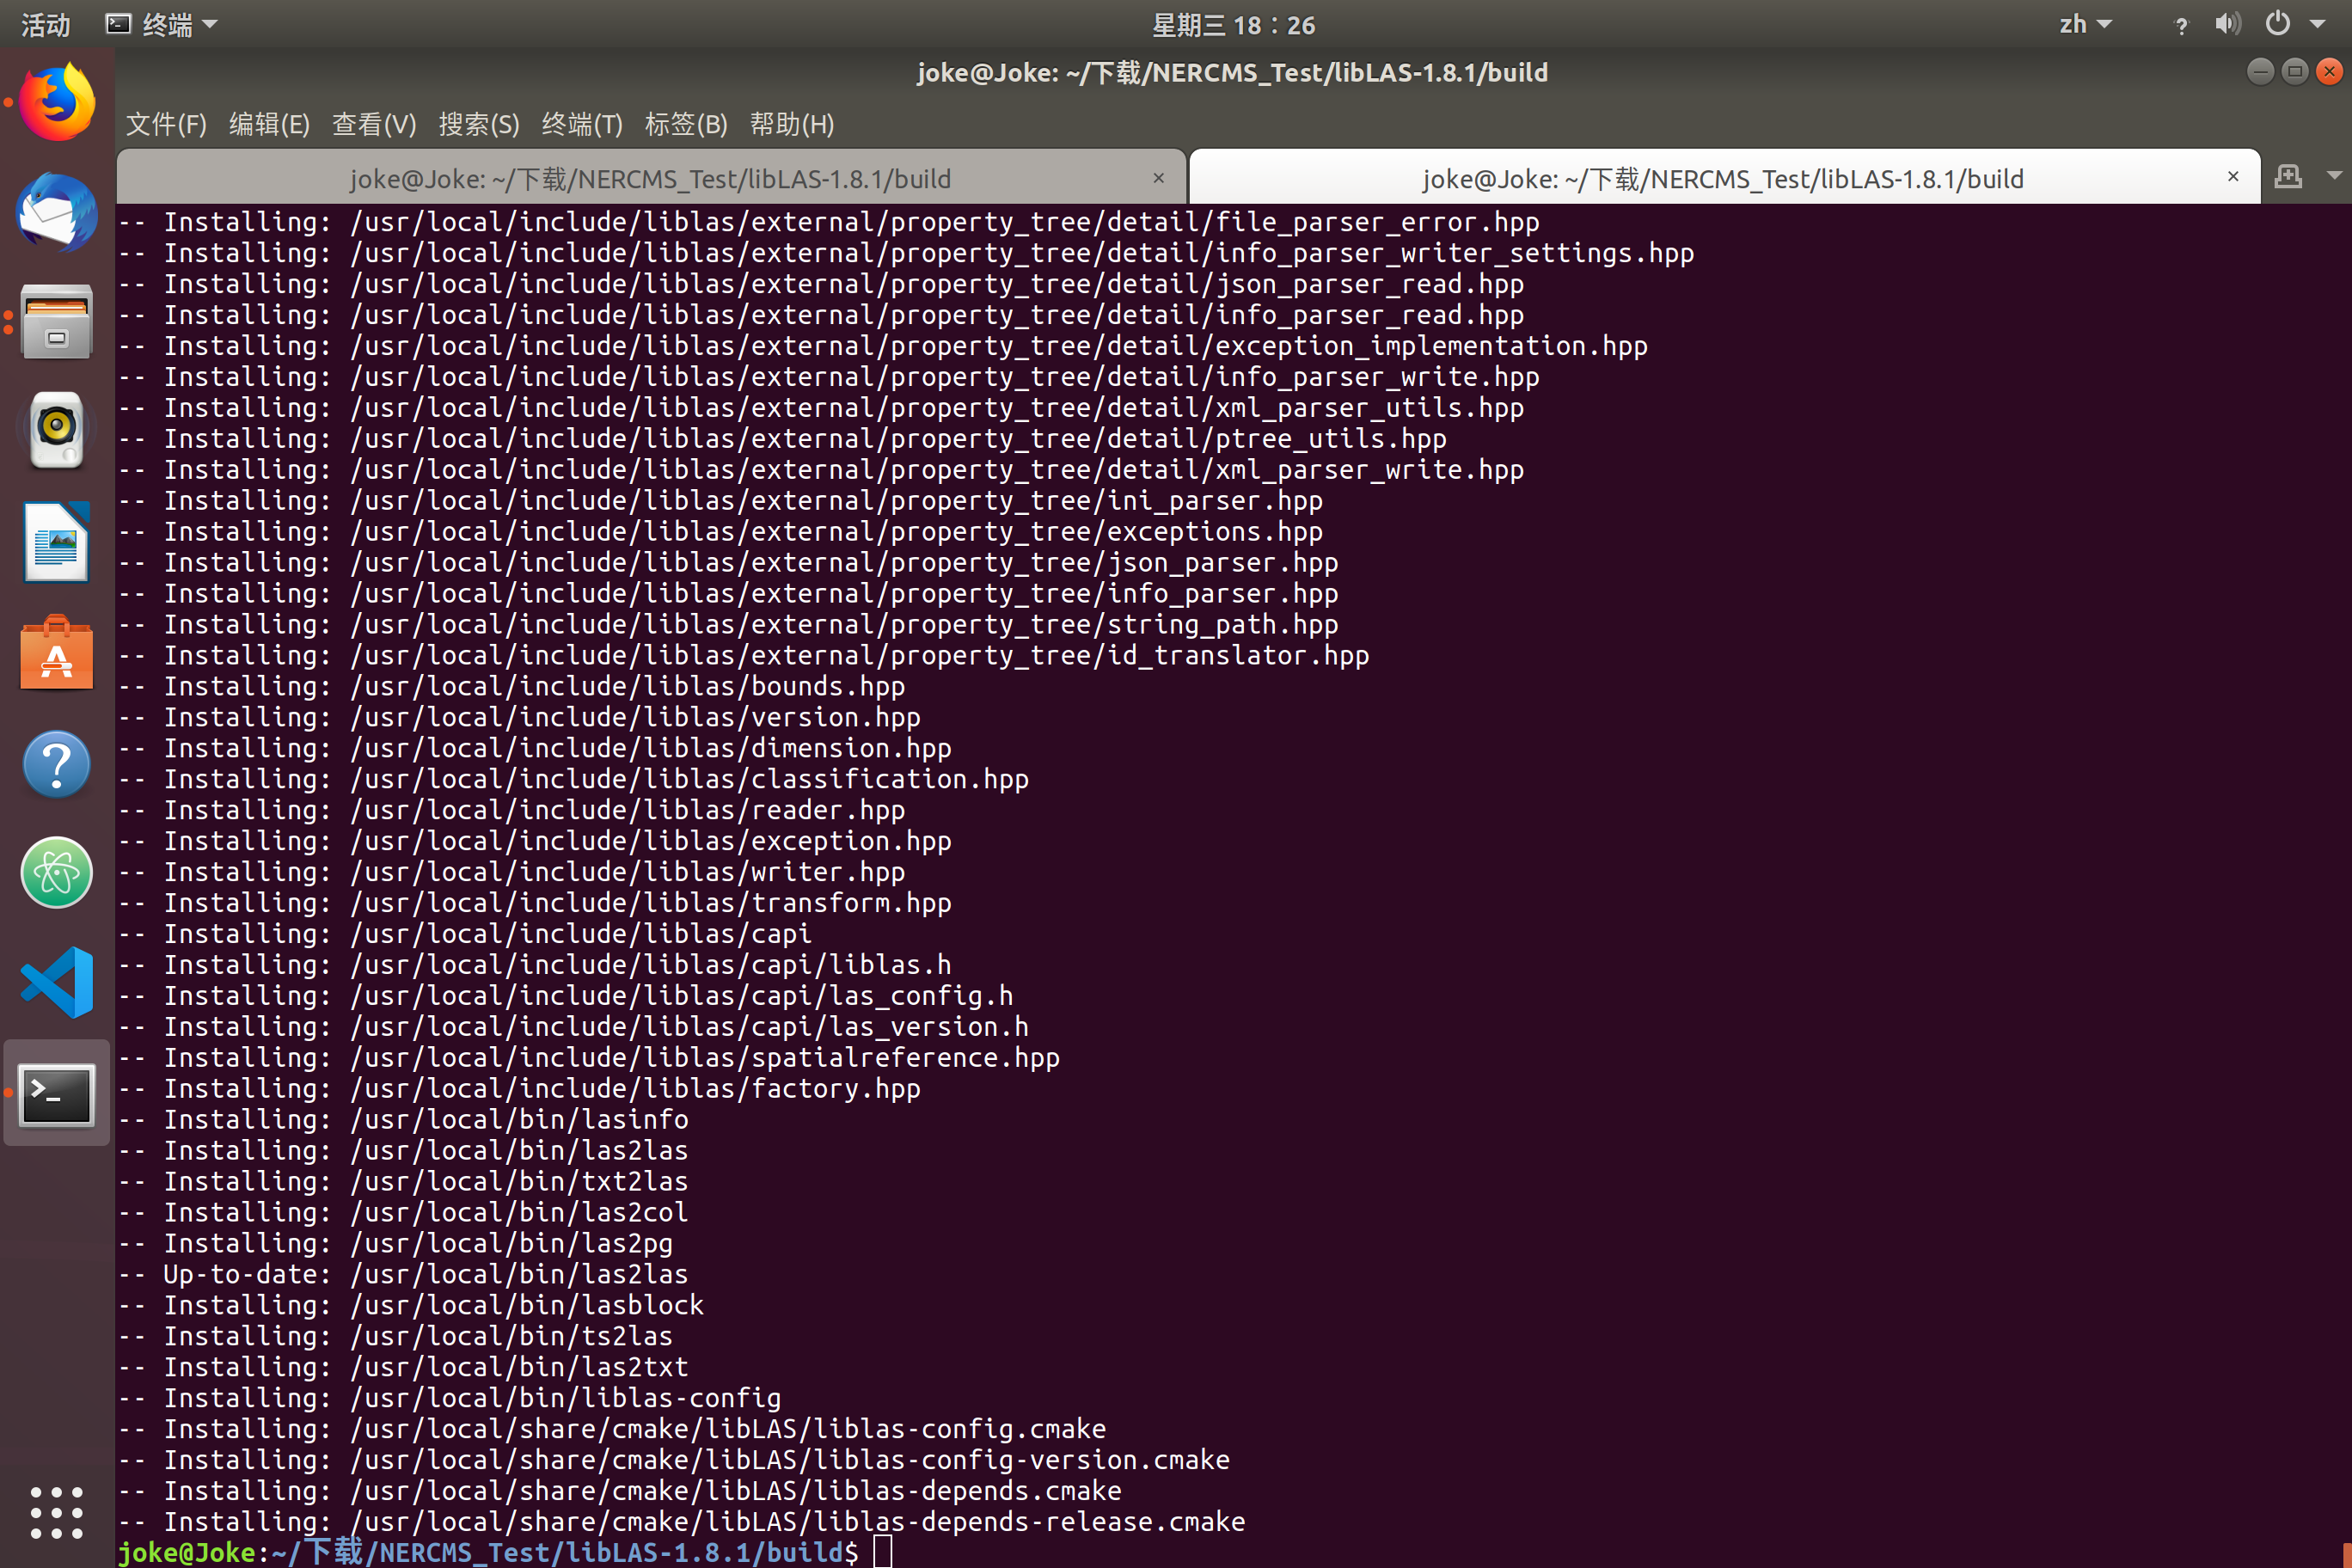 活动 终端 星期三 18：26 zh
joke@Joke: ~/下载/NERCMS_Test/libLAS-1.8.1/build
文件(F) 编辑(E) 查看(V) 搜索(S) 终端(T) 标签(B) 帮助(H)
joke@Joke: ~/下载/NERCMS_Test/libLAS-1.8.1/build × joke@Joke: ~/下载/NERCMS_Test/libLAS-1.8.1/build ×
-- Installing: /usr/local/include/liblas/external/property_tree/detail/file_parser_error.hpp
-- Installing: /usr/local/include/liblas/external/property_tree/detail/info_parser_writer_settings.hpp
-- Installing: /usr/local/include/liblas/external/property_tree/detail/json_parser_read.hpp
-- Installing: /usr/local/include/liblas/external/property_tree/detail/info_parser_read.hpp
-- Installing: /usr/local/include/liblas/external/property_tree/detail/exception_implementation.hpp
-- Installing: /usr/local/include/liblas/external/property_tree/detail/info_parser_write.hpp
-- Installing: /usr/local/include/liblas/external/property_tree/detail/xml_parser_utils.hpp
-- Installing: /usr/local/include/liblas/external/property_tree/detail/ptree_utils.hpp
-- Installing: /usr/local/include/liblas/external/property_tree/detail/xml_parser_write.hpp
-- Installing: /usr/local/include/liblas/external/property_tree/ini_parser.hpp
-- Installing: /usr/local/include/liblas/external/property_tree/exceptions.hpp
-- Installing: /usr/local/include/liblas/external/property_tree/json_parser.hpp
-- Installing: /usr/local/include/liblas/external/property_tree/info_parser.hpp
-- Installing: /usr/local/include/liblas/external/property_tree/string_path.hpp
-- Installing: /usr/local/include/liblas/external/property_tree/id_translator.hpp
-- Installing: /usr/local/include/liblas/bounds.hpp
-- Installing: /usr/local/include/liblas/version.hpp
-- Installing: /usr/local/include/liblas/dimension.hpp
-- Installing: /usr/local/include/liblas/classification.hpp
-- Installing: /usr/local/include/liblas/reader.hpp
-- Installing: /usr/local/include/liblas/exception.hpp
-- Installing: /usr/local/include/liblas/writer.hpp
-- Installing: /usr/local/include/liblas/transform.hpp
-- Installing: /usr/local/include/liblas/capi
-- Installing: /usr/local/include/liblas/capi/liblas.h
-- Installing: /usr/local/include/liblas/capi/las_config.h
-- Installing: /usr/local/include/liblas/capi/las_version.h
-- Installing: /usr/local/include/liblas/spatialreference.hpp
-- Installing: /usr/local/include/liblas/factory.hpp
-- Installing: /usr/local/bin/lasinfo
-- Installing: /usr/local/bin/las2las
-- Installing: /usr/local/bin/txt2las
-- Installing: /usr/local/bin/las2col
-- Installing: /usr/local/bin/las2pg
-- Up-to-date: /usr/local/bin/las2las
-- Installing: /usr/local/bin/lasblock
-- Installing: /usr/local/bin/ts2las
-- Installing: /usr/local/bin/las2txt
-- Installing: /usr/local/bin/liblas-config
-- Installing: /usr/local/share/cmake/libLAS/liblas-config.cmake
-- Installing: /usr/local/share/cmake/libLAS/liblas-config-version.cmake
-- Installing: /usr/local/share/cmake/libLAS/liblas-depends.cmake
-- Installing: /usr/local/share/cmake/libLAS/liblas-depends-release.cmake
joke@Joke:~/下载/NERCMS_Test/libLAS-1.8.1/build$